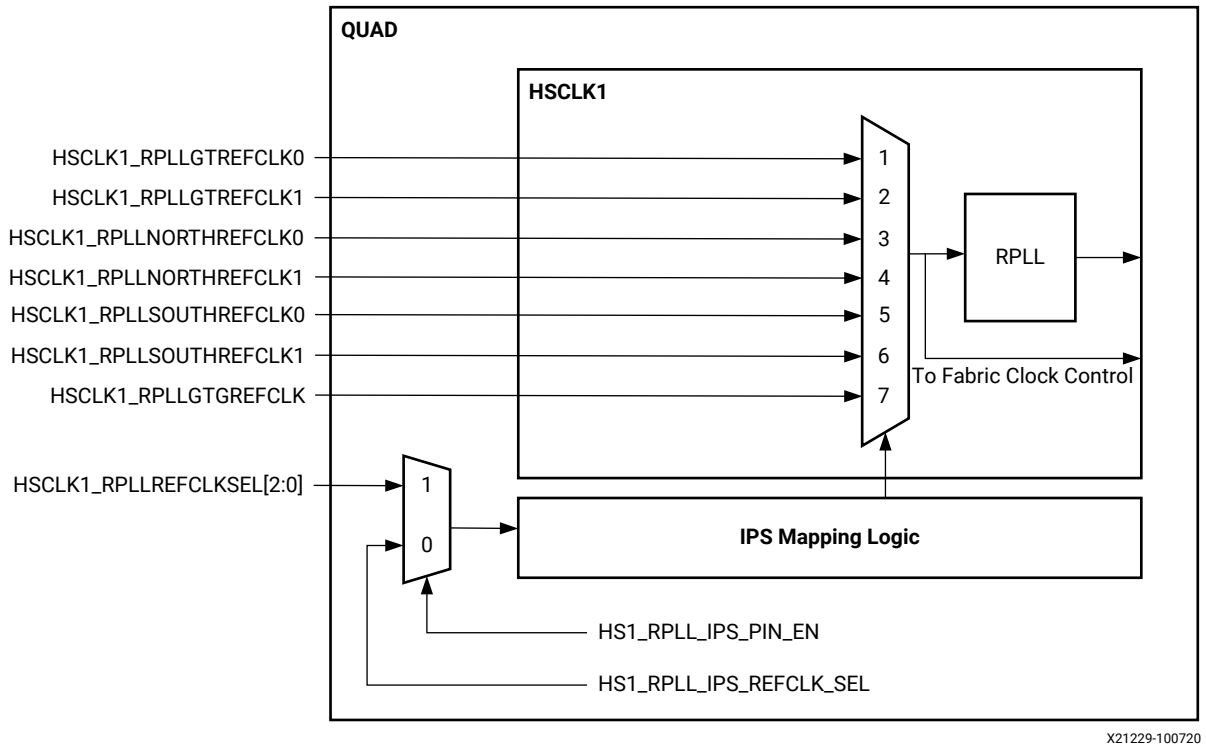 QUAD
HSCLK1
HSCLK1_RPLLGTREFCLK0
1
HSCLK1_RPLLGTREFCLK1
2
HSCLK1_RPLLNORTHREFCLK0
3
HSCLK1_RPLLNORTHREFCLK1
4
HSCLK1_RPLLSOUTHREFCLK0
5
HSCLK1_RPLLSOUTHREFCLK1
6
HSCLK1_RPLLGTGREFCLK
7
RPLL
To Fabric Clock Control
HSCLK1_RPLLREFCLKSEL[2:0]
1
0
IPS Mapping Logic
HS1_RPLL_IPS_PIN_EN
HS1_RPLL_IPS_REFCLK_SEL
X21229-100720